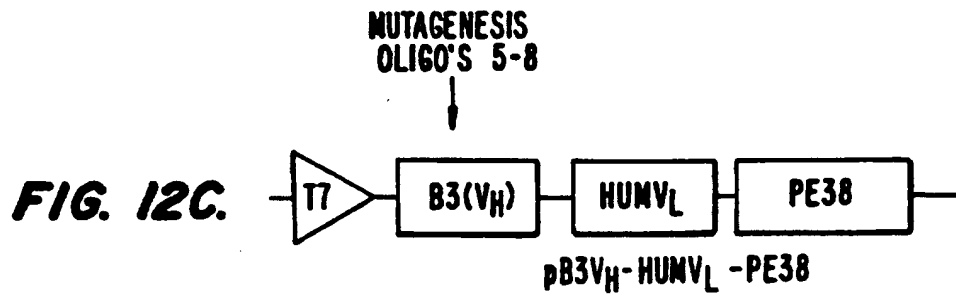 MUTAGENESIS
OLIGO'S 5-8
FIG. 12C.
T7
B3(VH)
HUMVL
PE38
pB3VH-HUMVL-PE38